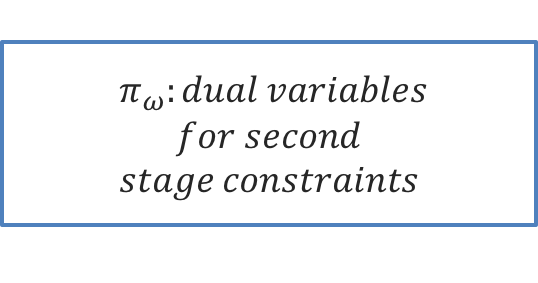 π_ω: dual variables
for second
stage constraints